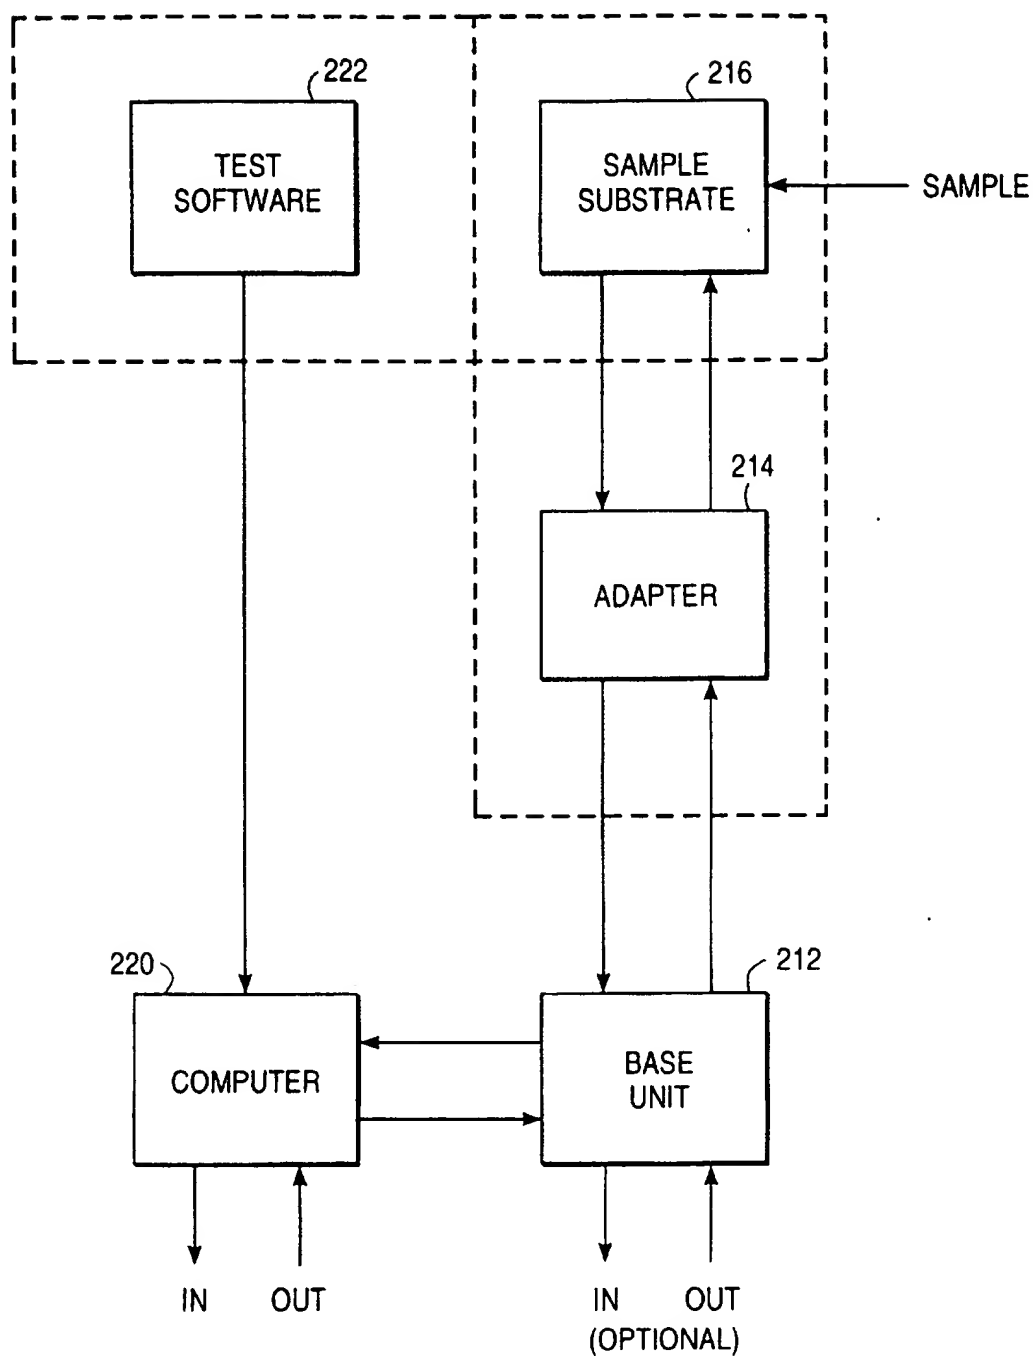 222
216
TEST
SOFTWARE
SAMPLE
SUBSTRATE
SAMPLE
214
ADAPTER
220
212
COMPUTER
BASE
UNIT
IN
OUT
IN
OUT
(OPTIONAL)